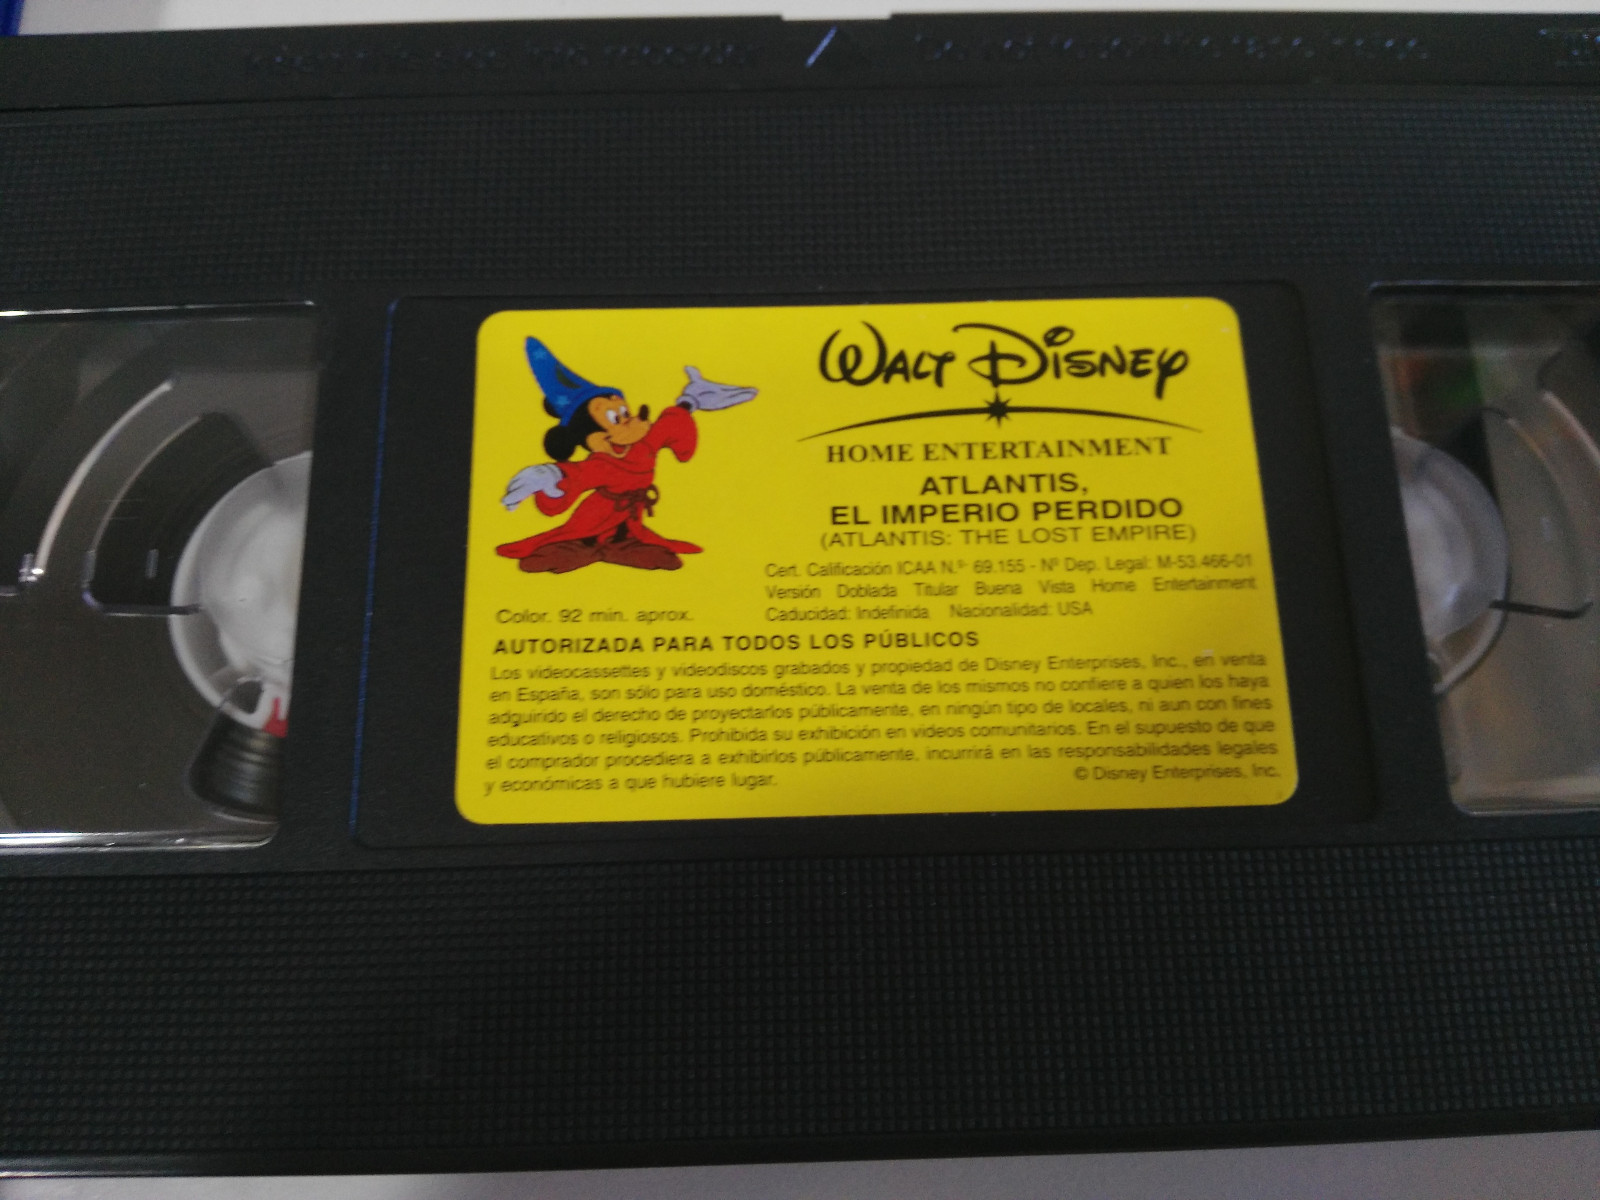 WALT DISNEY
HOME ENTERTAINMENT
ATLANTIS,
EL IMPERIO PERDIDO
(ATLANTIS: THE LOST EMPIRE)
Cert. Calificación ICAA N.º 69.155 - Nº Dep. Legal: M-53.466-01
Versión Doblada Titular Buena Vista Home Entertainment
Caducidad: Indefinida Nacionalidad: USA
Color. 92 min. aprox.
AUTORIZADA PARA TODOS LOS PÚBLICOS
Los videocassettes y videodiscos grabados y propiedad de Disney Enterprises, Inc., en venta
en España, son sólo para uso doméstico. La venta de los mismos no confiere a quien los haya
adquirido el derecho de proyectarlos públicamente, en ningún tipo de locales, ni aun con fines
educativos o religiosos. Prohibida su exhibición en videos comunitarios. En el supuesto de que
el comprador procediera a exhibirlos públicamente, incurrirá en las responsabilidades legales
y económicas a que hubiere lugar.
© Disney Enterprises, Inc.